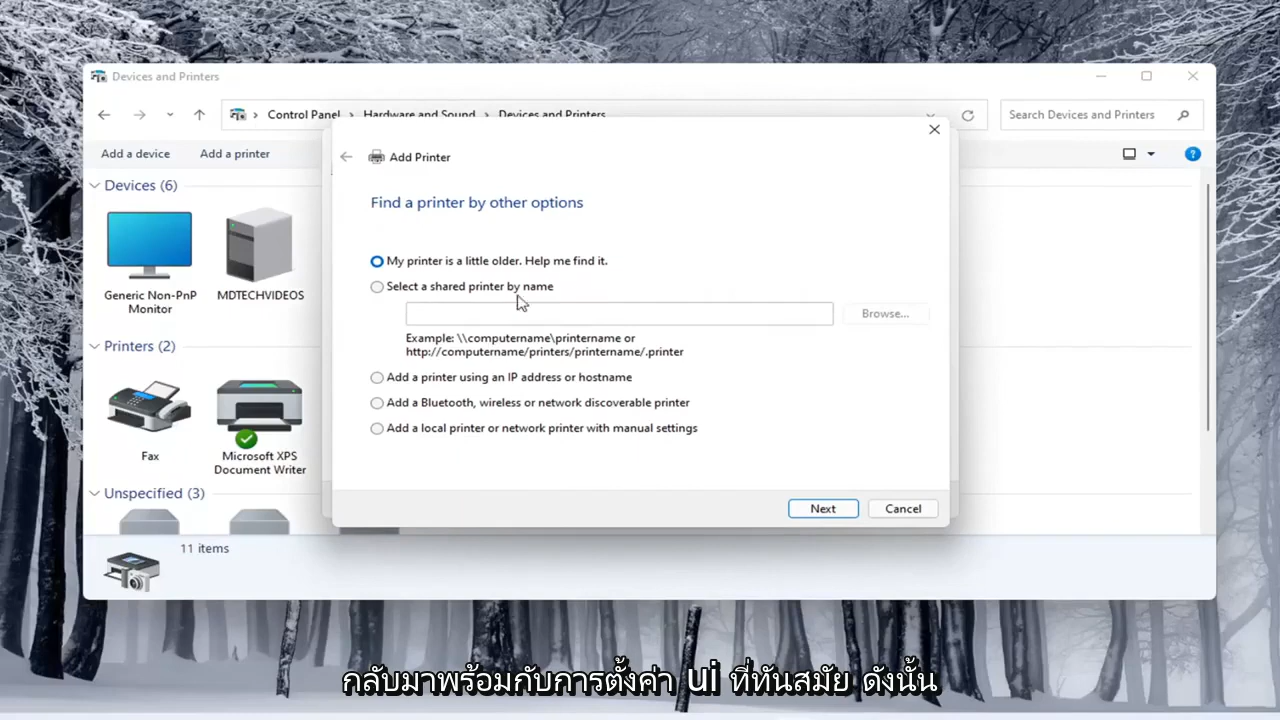 Devices and Printers
Control Panel > Hardware and Sound > Devices and Printers
Search Devices and Printers
Add a device
Add a printer
?
Devices (6)
Generic Non-PnP
Monitor
MDTECHVIDEOS
Printers (2)
Fax
Microsoft XPS
Document Writer
Unspecified (3)
11 items
Add Printer
Find a printer by other options
My printer is a little older. Help me find it.
Select a shared printer by name
Browse...
Example: \\computername\printername or
http://computername/printers/printername/.printer
Add a printer using an IP address or hostname
Add a Bluetooth, wireless or network discoverable printer
Add a local printer or network printer with manual settings
Next
Cancel
กลับมาพร้อมกับการตั้งค่า ui ที่ทันสมัย ดังนั้น